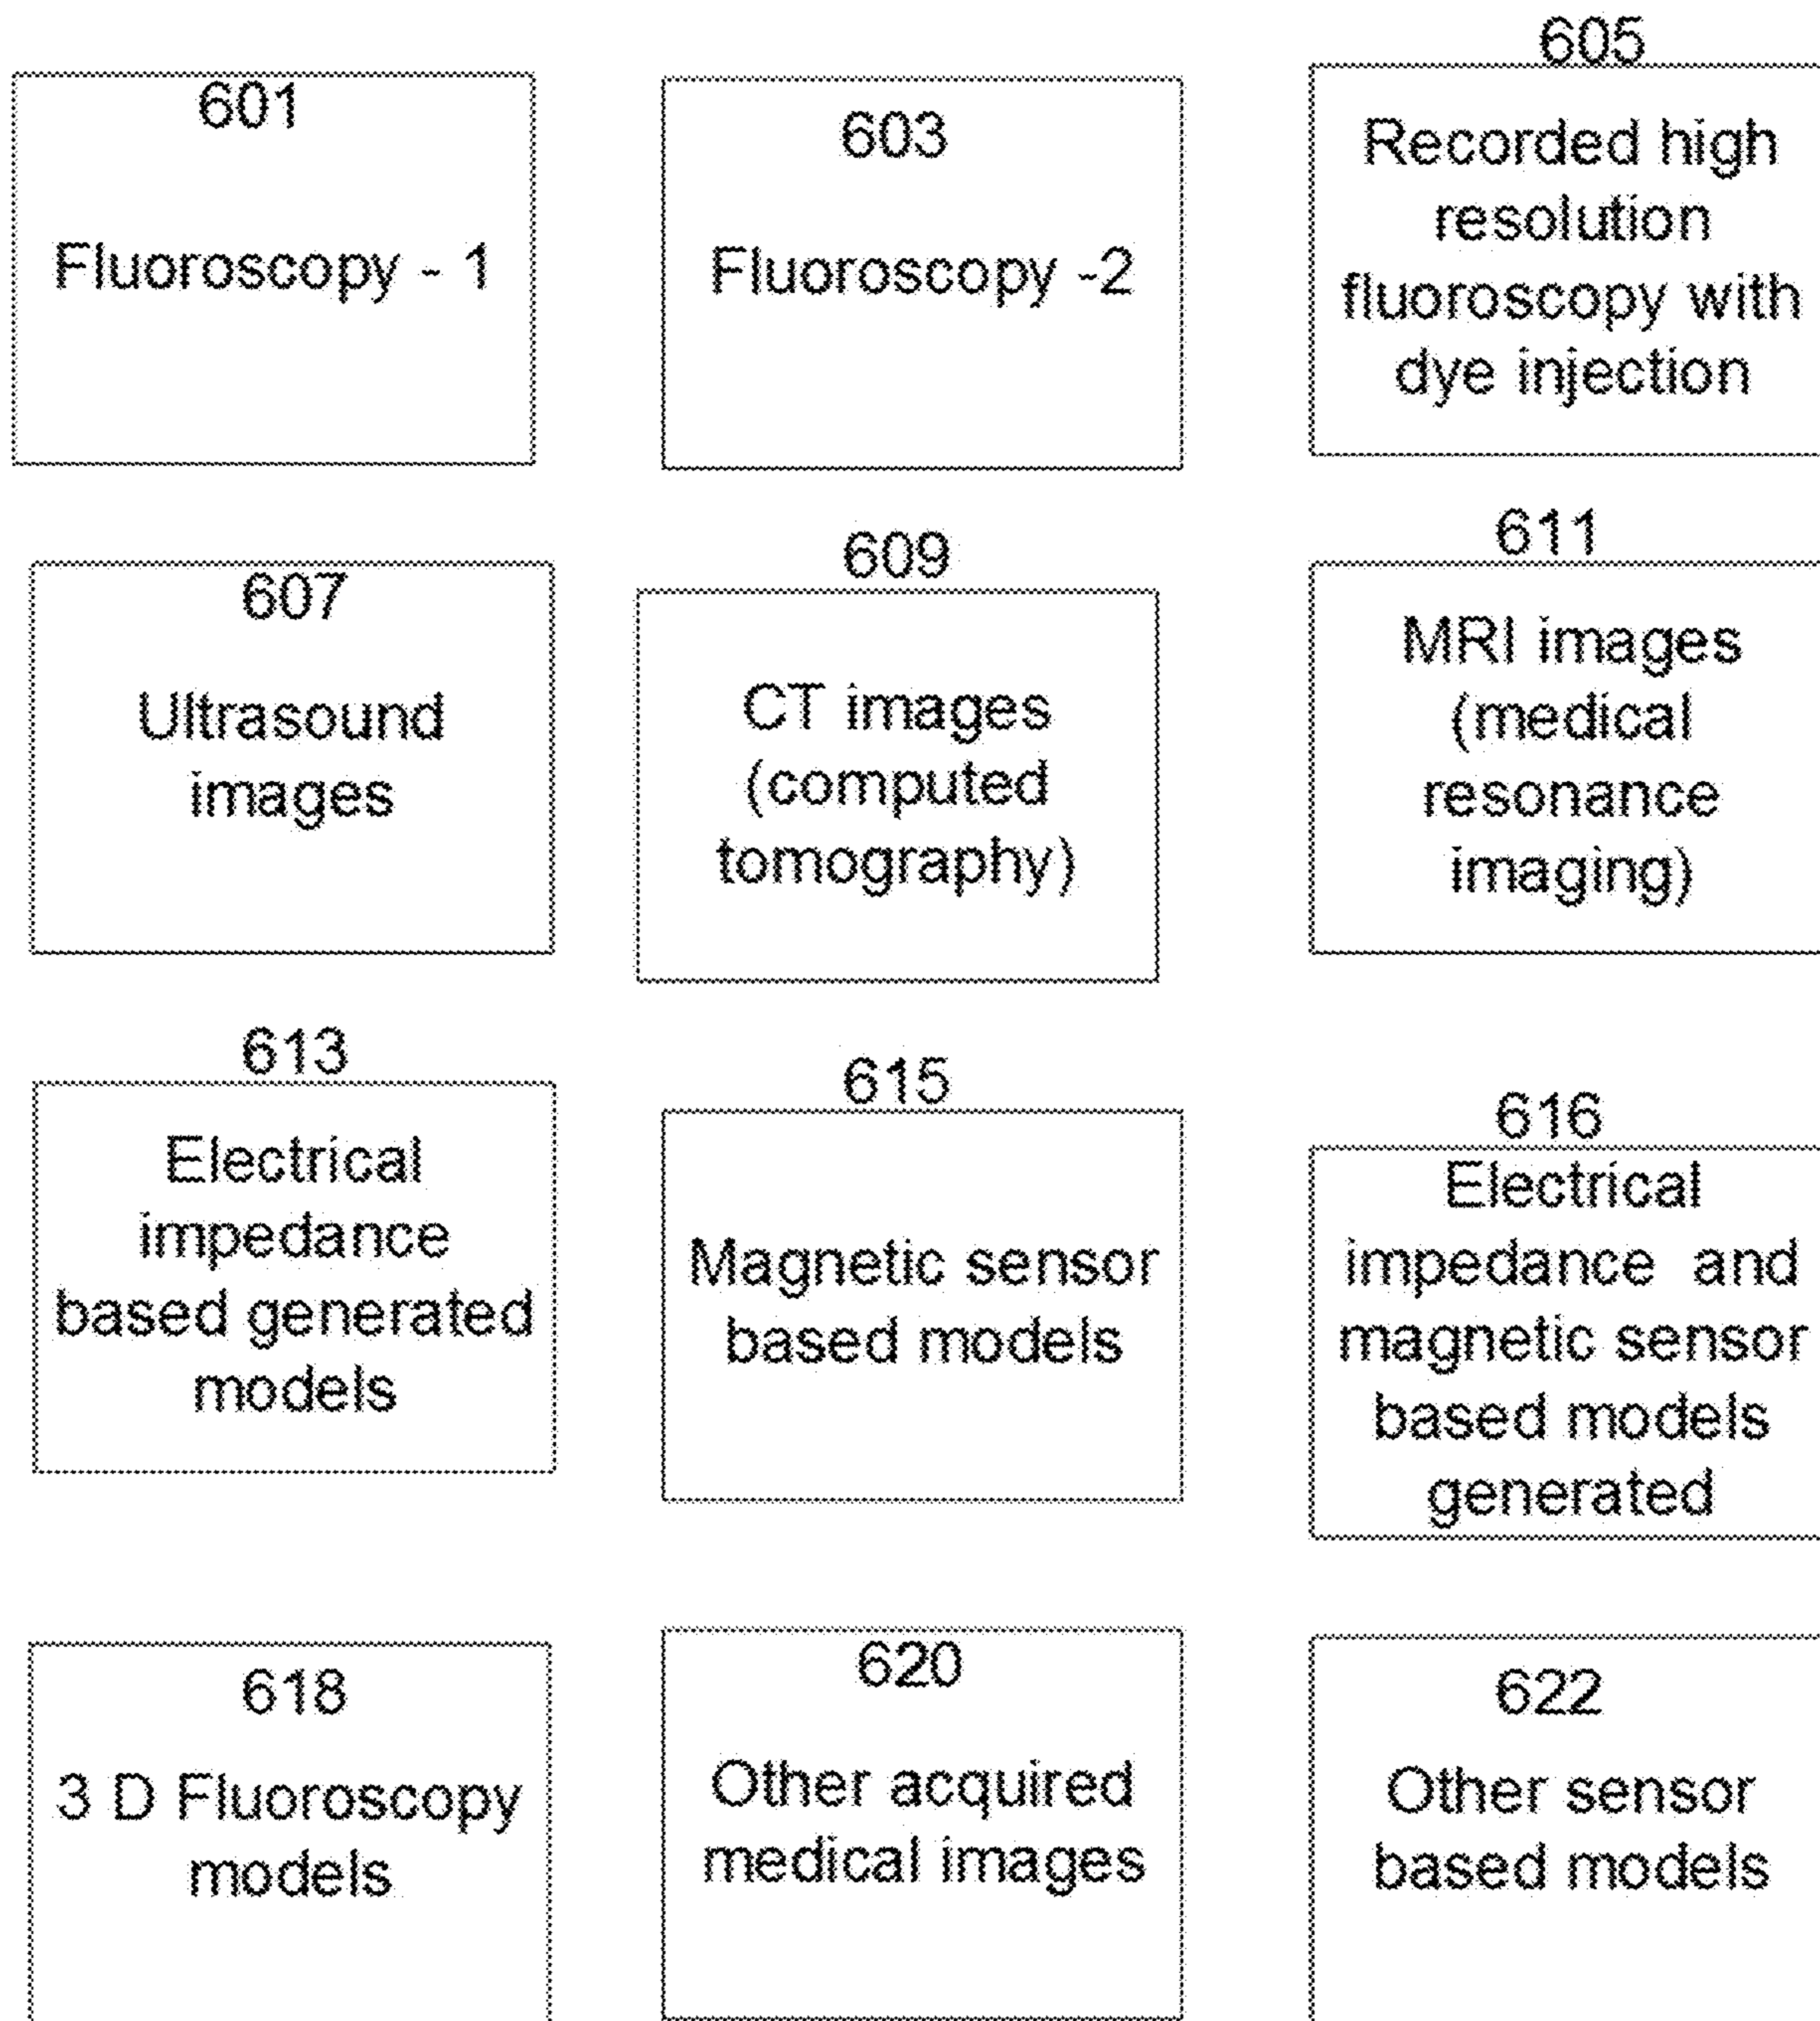 601
Fluoroscopy - 1
603
Fluoroscopy -2
605
Recorded high
resolution
fluoroscopy with
dye injection
607
Ultrasound
images
609
CT images
(computed
tomography)
611
MRI images
(medical
resonance
imaging)
613
Electrical
impedance
based generated
models
615
Magnetic sensor
based models
616
Electrical
impedance and
magnetic sensor
based models
generated
618
3 D Fluoroscopy
models
620
Other acquired
medical images
622
Other sensor
based models